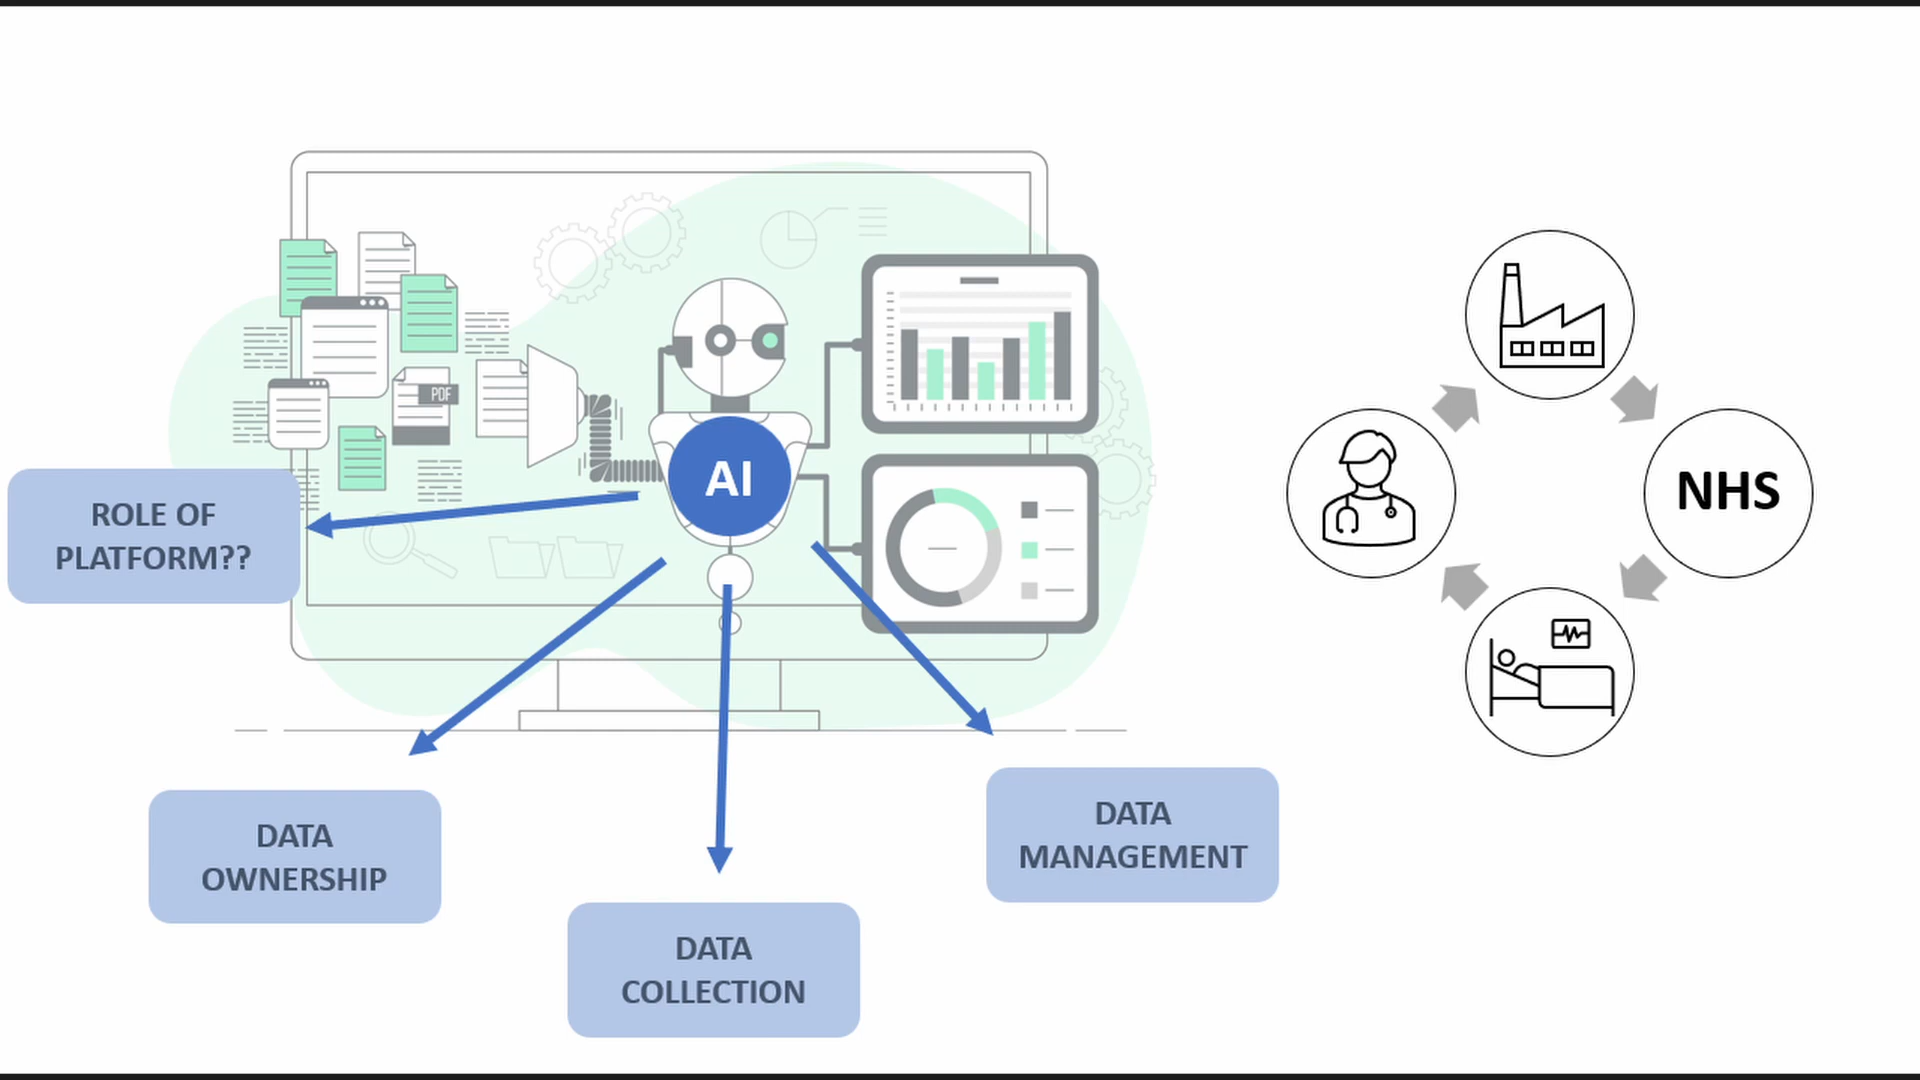 PDF
AI
NHS
ROLE OF
PLATFORM??
DATA
OWNERSHIP
DATA
COLLECTION
DATA
MANAGEMENT